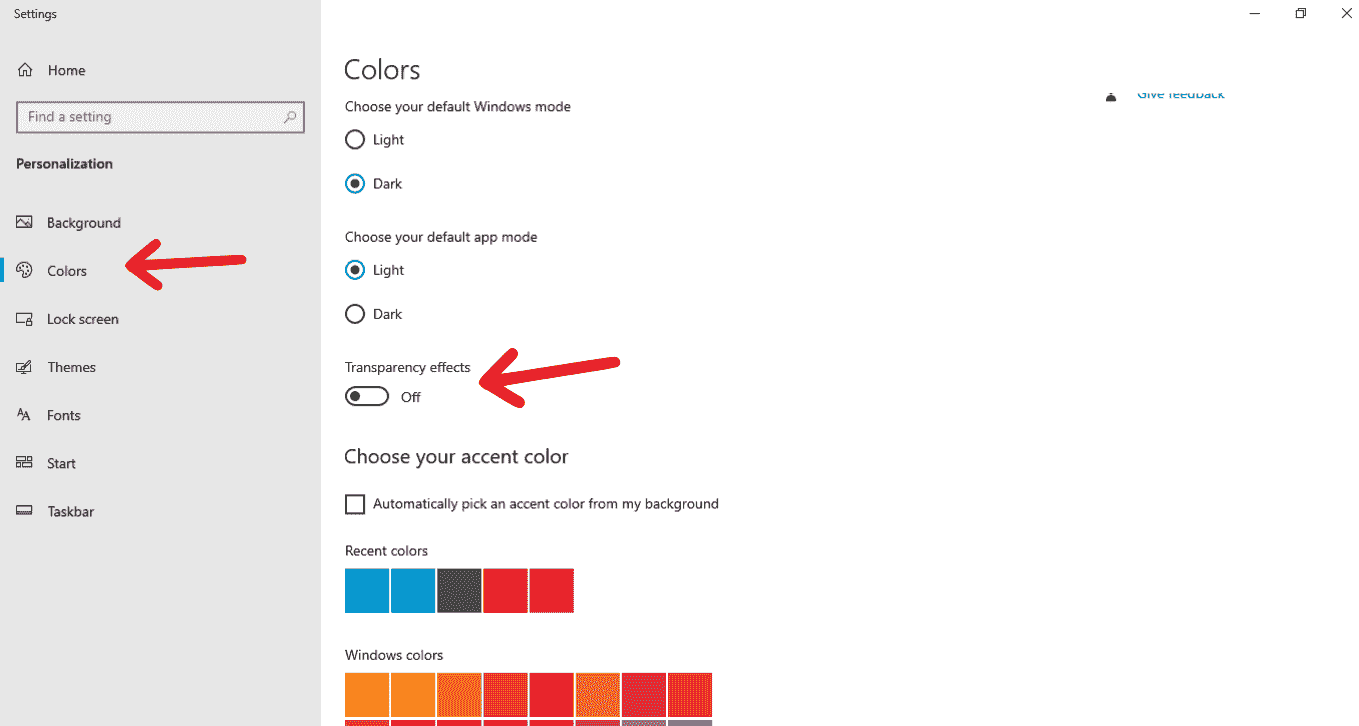 Settings
Home
Find a setting
Personalization
Background
Colors
Lock screen
Themes
Fonts
Start
Taskbar
Colors
Choose your default Windows mode
Light
Dark
Choose your default app mode
Light
Dark
Transparency effects
Off
Choose your accent color
Automatically pick an accent color from my background
Recent colors
Windows colors
Give feedback